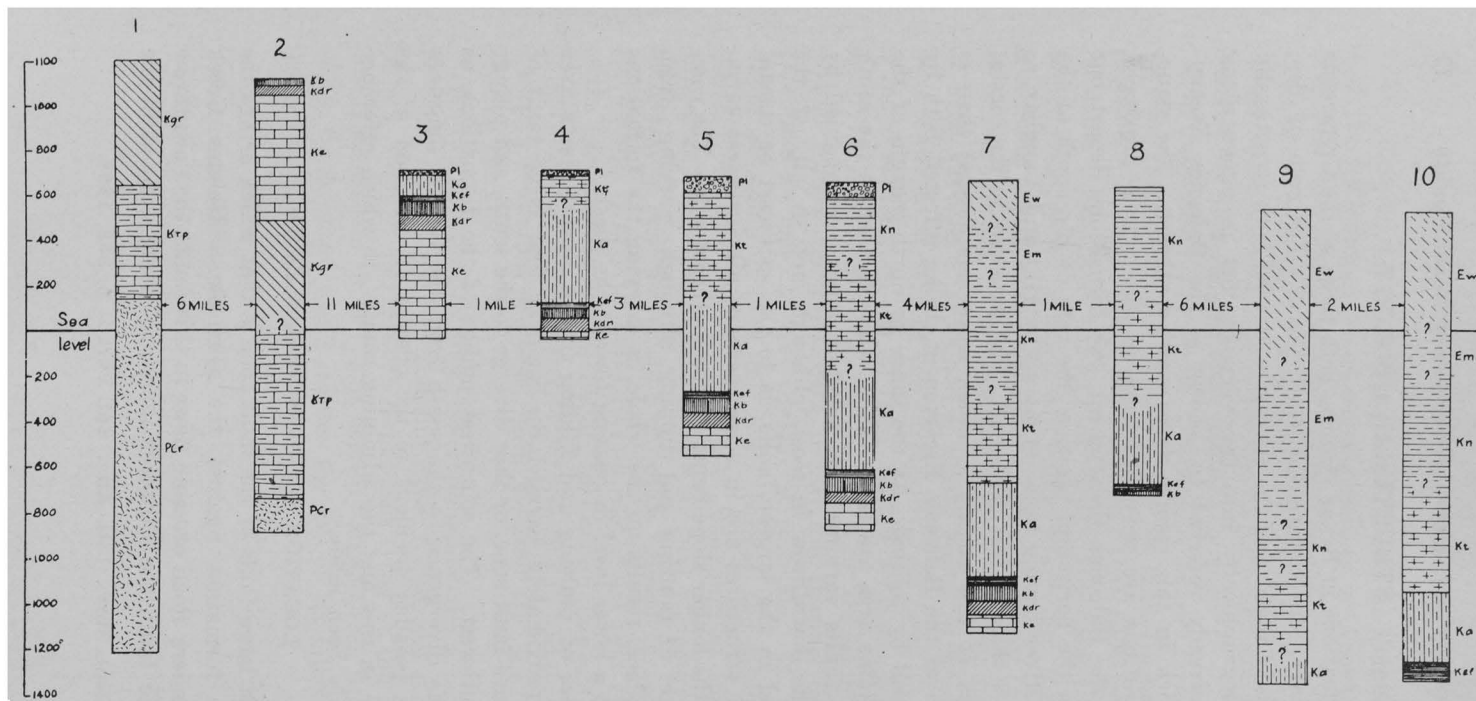 1
2
3
4
5
6
7
8
9
10
1100
1000
800
600
400
200
Sea
level
200
400
600
800
1000
1200
1400
6 MILES
11 MILES
1 MILE
3 MILES
1 MILES
4 MILES
1 MILE
6 MILES
2 MILES
Kgr
KTP
PCr
Kb
Kdr
Ke
Kgr
?
KTP
PCr
Pl
Ka
Kef
Kb
Kdr
Ke
Pl
Kt
?
Ka
Kef
Kb
Kdr
Ke
Pl
Kt
?
Ka
Kef
Kb
Kdr
Ke
Pl
Kn
?
Kt
?
Ka
Kef
Kb
Kdr
Ke
Ew
?
Em
?
Kn
?
Kt
Ka
Kef
Kb
Kdr
Ke
Kn
?
Kt
?
Ka
Kef
Kb
Ew
?
Em
?
Kn
?
Kt
?
Ka
Ew
?
Em
?
Kn
?
Kt
Ka
Kef